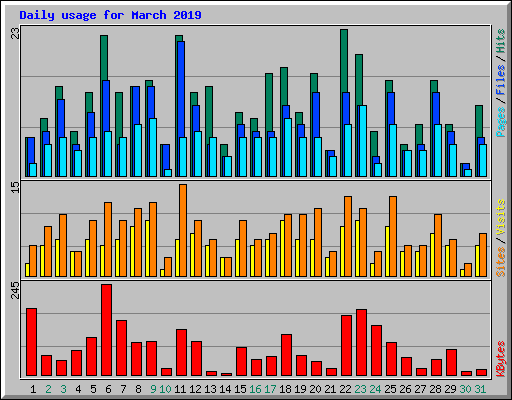 Daily usage for March 2019
23
Pages / Files / Hits
15
Sites / Visits
245
KBytes
1 2 3 4 5 6 7 8 9 10 11 12 13 14 15 16 17 18 19 20 21 22 23 24 25 26 27 28 29 30 31